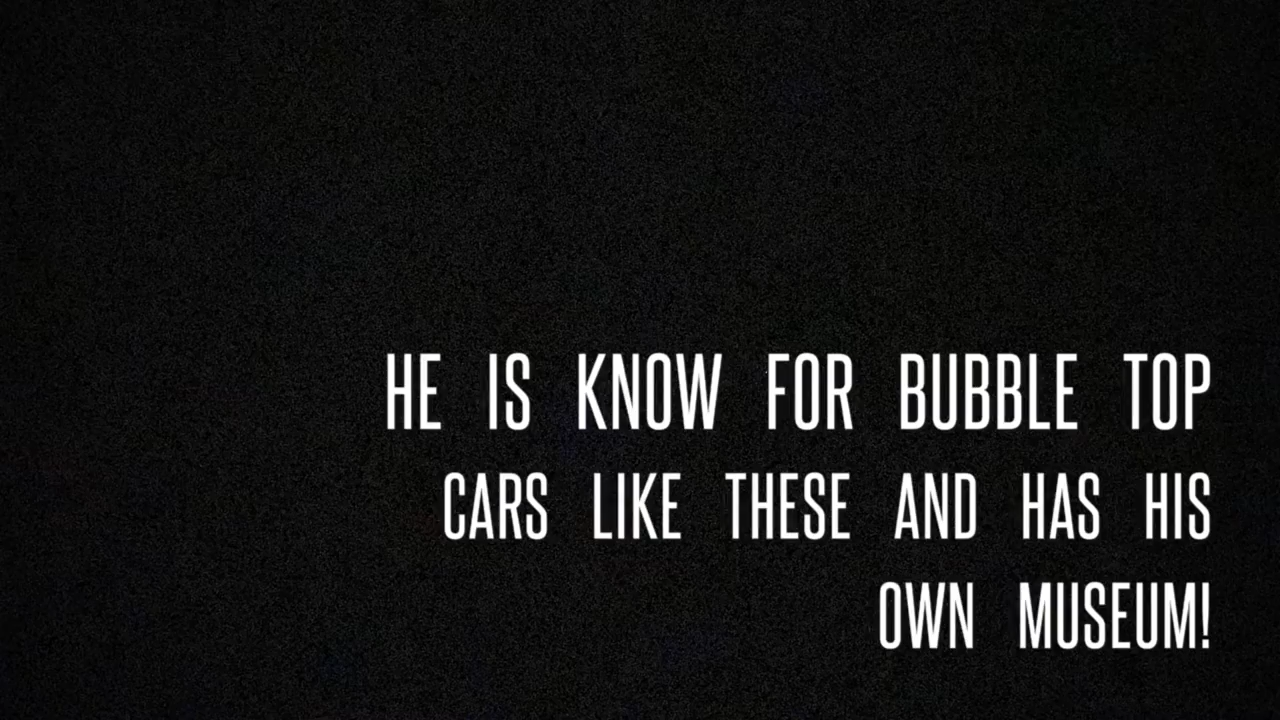 HE IS KNOW FOR BUBBLE TOP
CARS LIKE THESE AND HAS HIS
OWN MUSEUM!